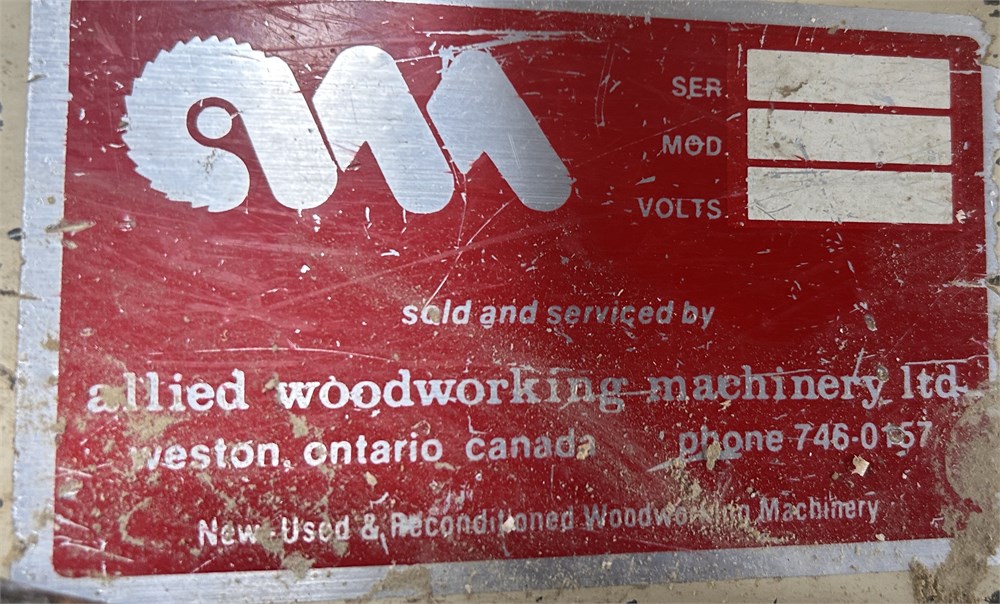 SER
MOD
VOLTS
sold and serviced by
allied woodworking machinery ltd
weston, ontario canada phone 746-0157
New - Used & Reconditioned Woodworking Machinery